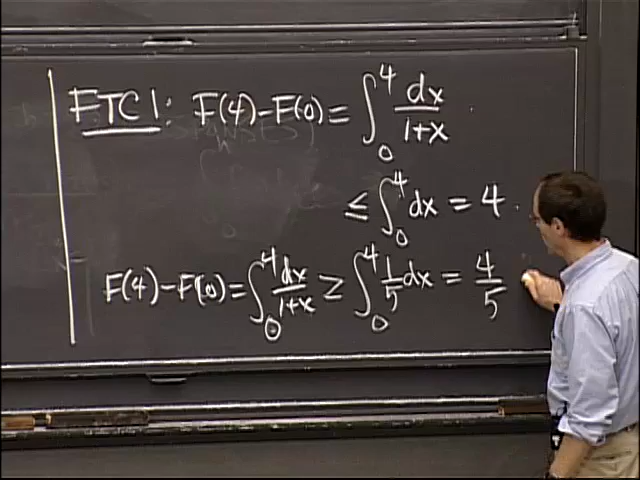 FTC1: F(4)-F(0) = ∫₀⁴ dx/(1+x)
≤ ∫₀⁴ dx = 4.
F(4)-F(0) = ∫₀⁴ dx/(1+x) ≥ ∫₀⁴ 1/5 dx = 4/5